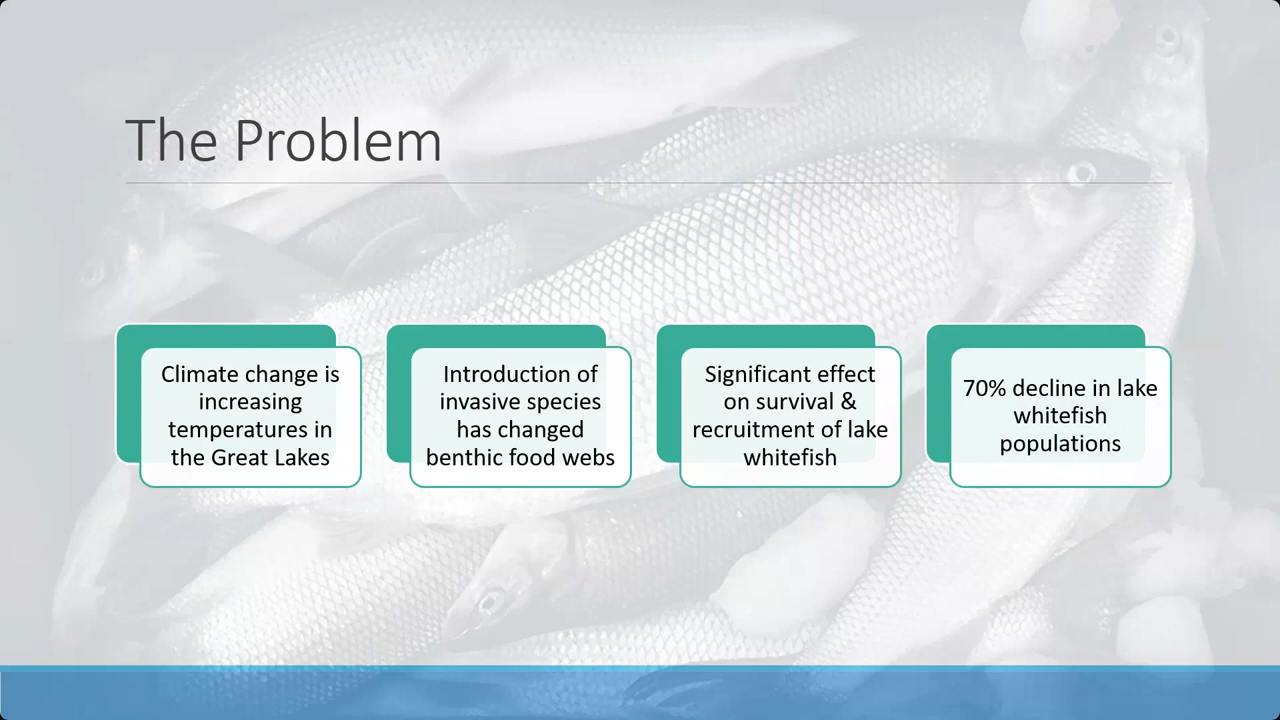 The Problem
Climate change is
increasing
temperatures in
the Great Lakes
Introduction of
invasive species
has changed
benthic food webs
Significant effect
on survival &
recruitment of lake
whitefish
70% decline in lake
whitefish
populations